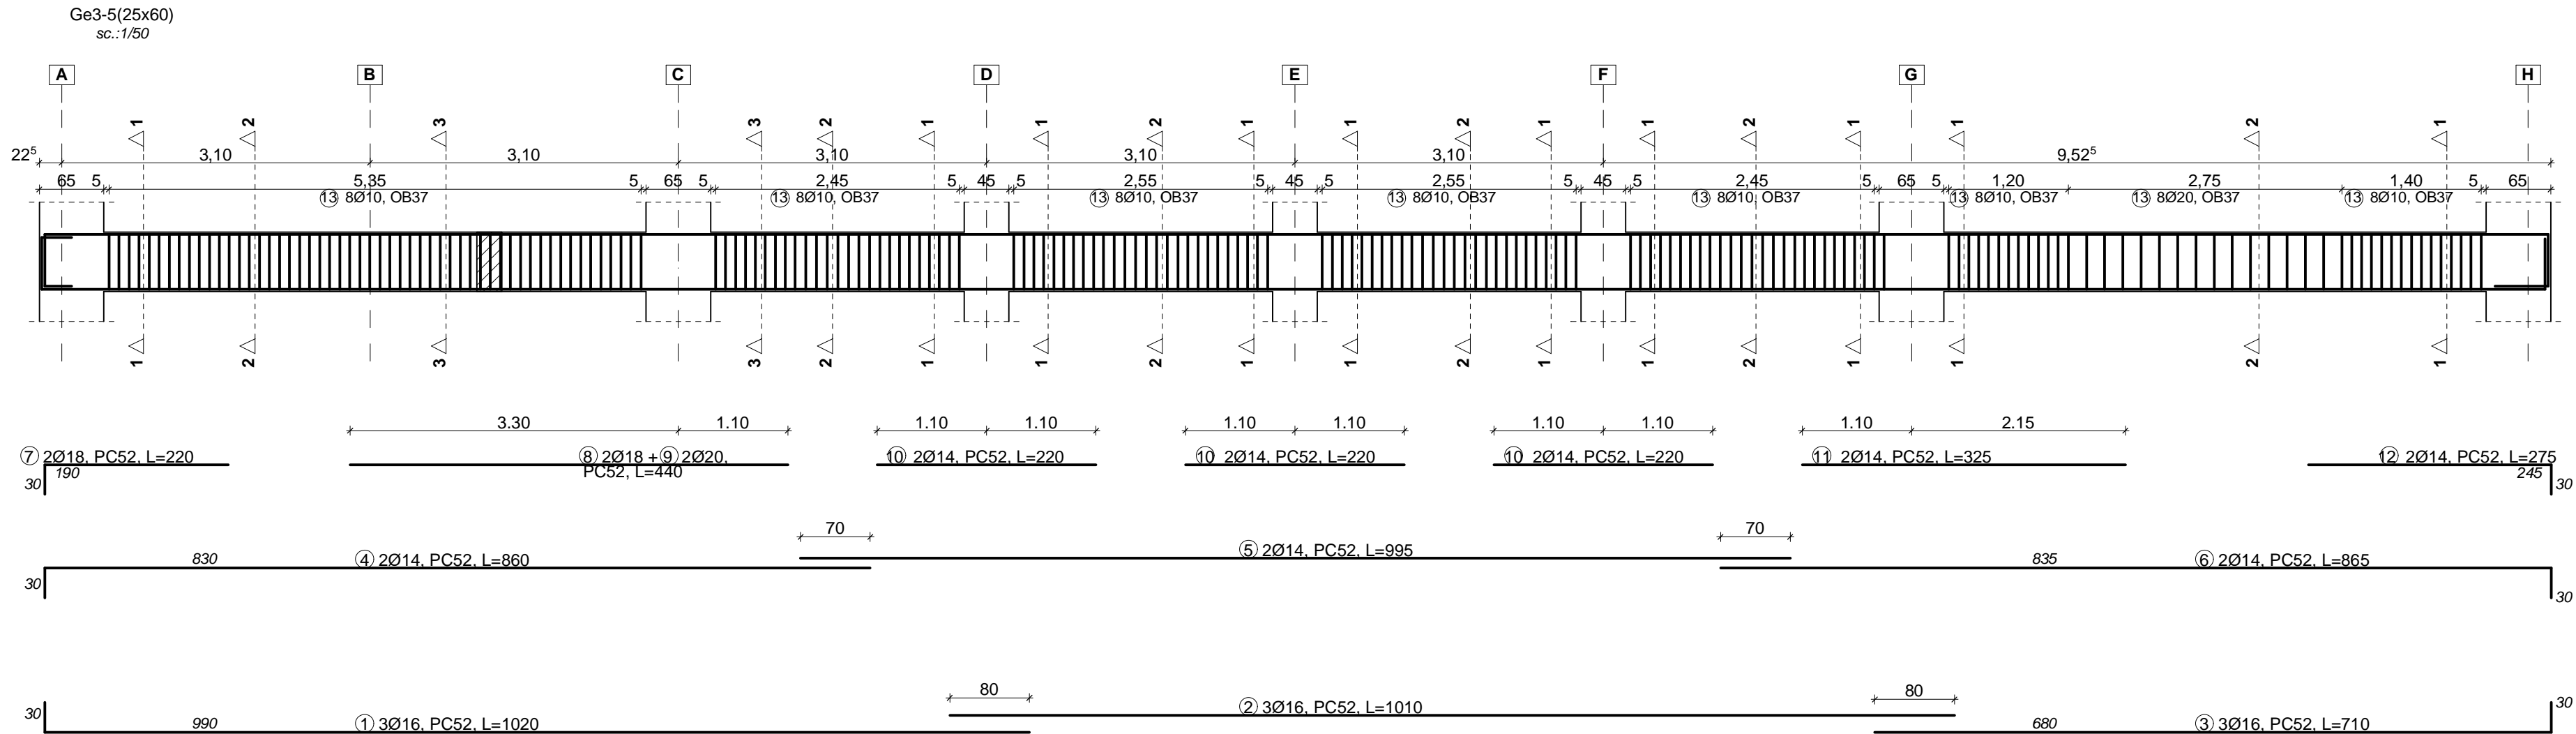 Ge3-5(25x60)
sc.:1/50
A B C D E F G H
1 2 3 3 2 1 1 2 1 1 2 1 1 2 1 1 2 1
22⁵ 3,10 3,10 3,10 3,10 3,10 9,52⁵
65 5 5,35 5 65 5 2,45 5 45 5 2,55 5 45 5 2,55 5 45 5 2,45 5 65 5 1,20 2,75 1,40 5 65
13 8Ø10, OB37 13 8Ø10, OB37 13 8Ø10, OB37 13 8Ø10, OB37 13 8Ø10, OB37 13 8Ø10, OB37 13 8Ø20, OB37 13 8Ø10, OB37
1 2 3 3 2 1 1 2 1 1 2 1 1 2 1 1 2 1
3.30 1.10 1.10 1.10 1.10 1.10 1.10 1.10 1.10 2.15
7 2Ø18, PC52, L=220 8 2Ø18 + 9 2Ø20, 10 2Ø14, PC52, L=220 10 2Ø14, PC52, L=220 10 2Ø14, PC52, L=220 11 2Ø14, PC52, L=325 12 2Ø14, PC52, L=275
190 PC52, L=440 245
30 30
70 70
5 2Ø14, PC52, L=995
830 4 2Ø14, PC52, L=860 835 6 2Ø14, PC52, L=865
30 30
80 80
30 2 3Ø16, PC52, L=1010 30
990 1 3Ø16, PC52, L=1020 680 3 3Ø16, PC52, L=710